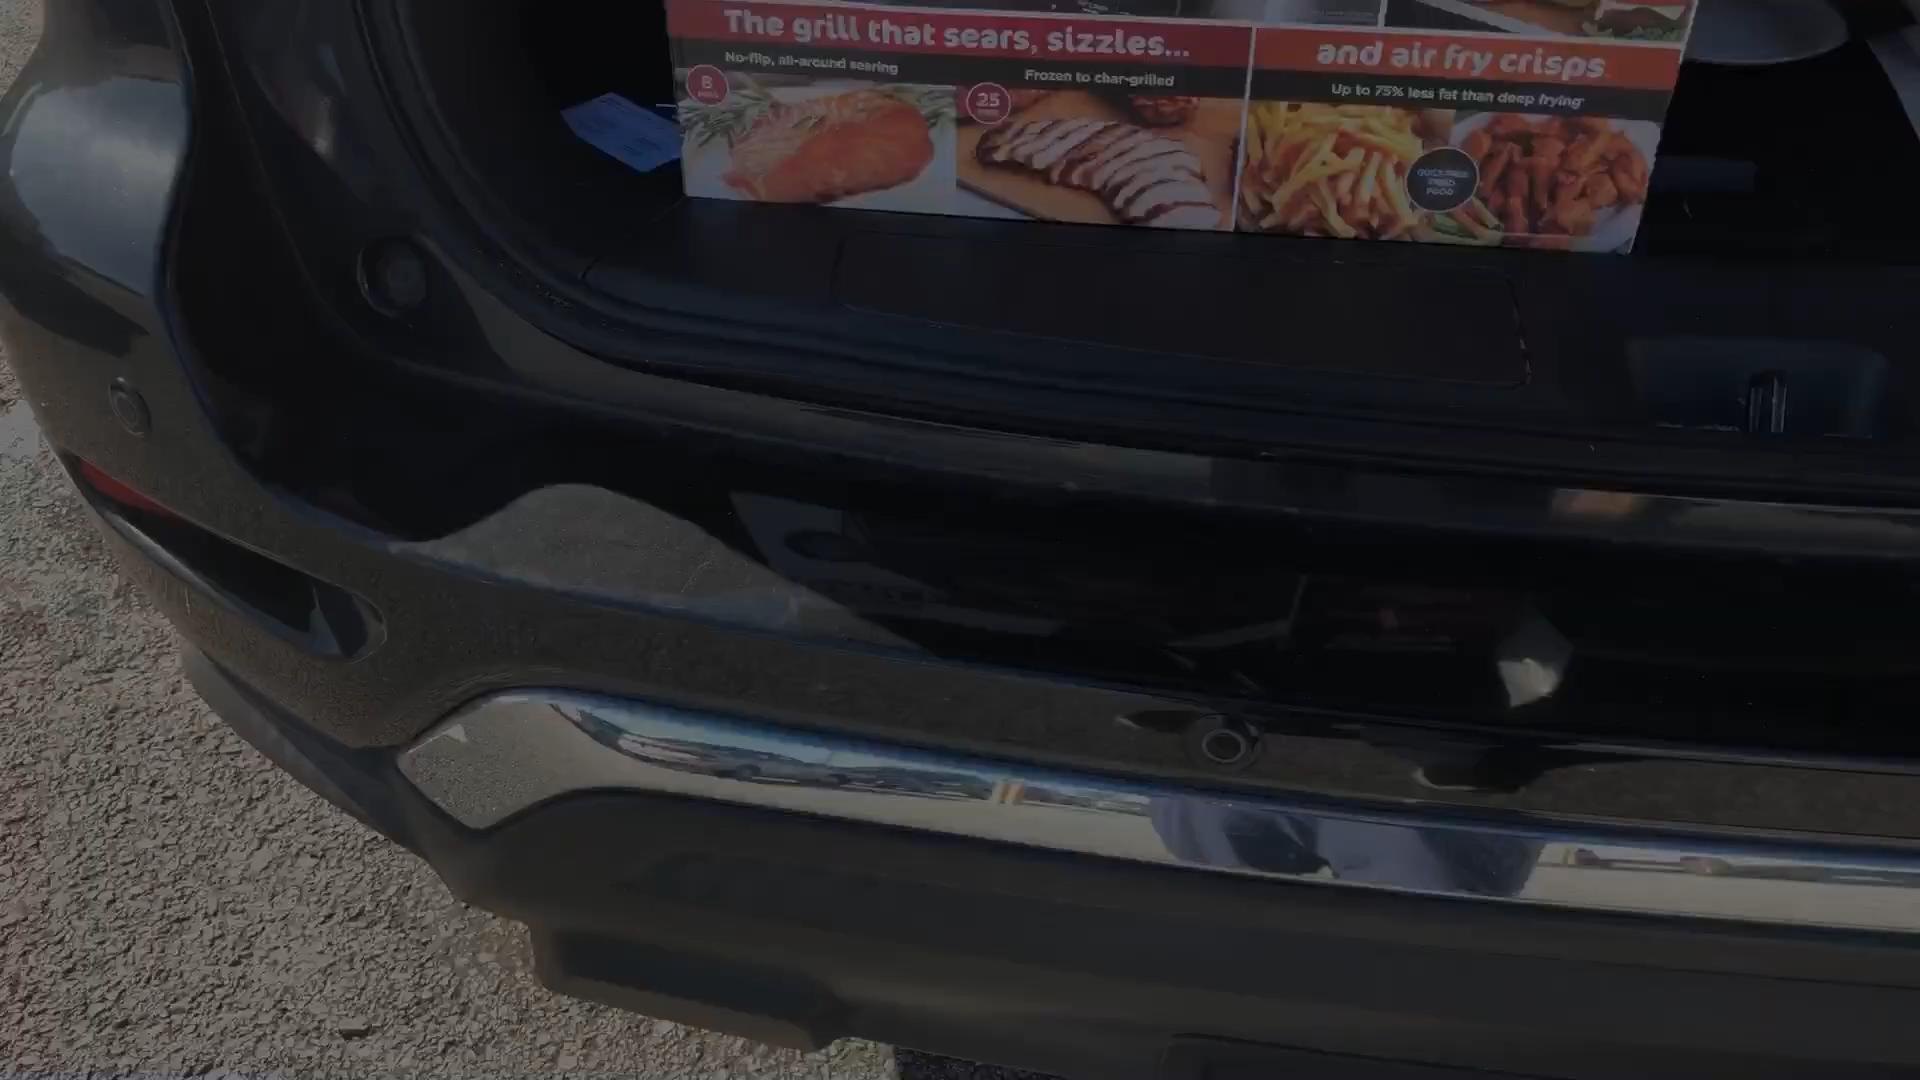 The grill that sears, sizzles...
No-flip, all-around searing
8
Frozen to char-grilled
25
and air fry crisps
Up to 75% less fat than deep frying*
FOOD